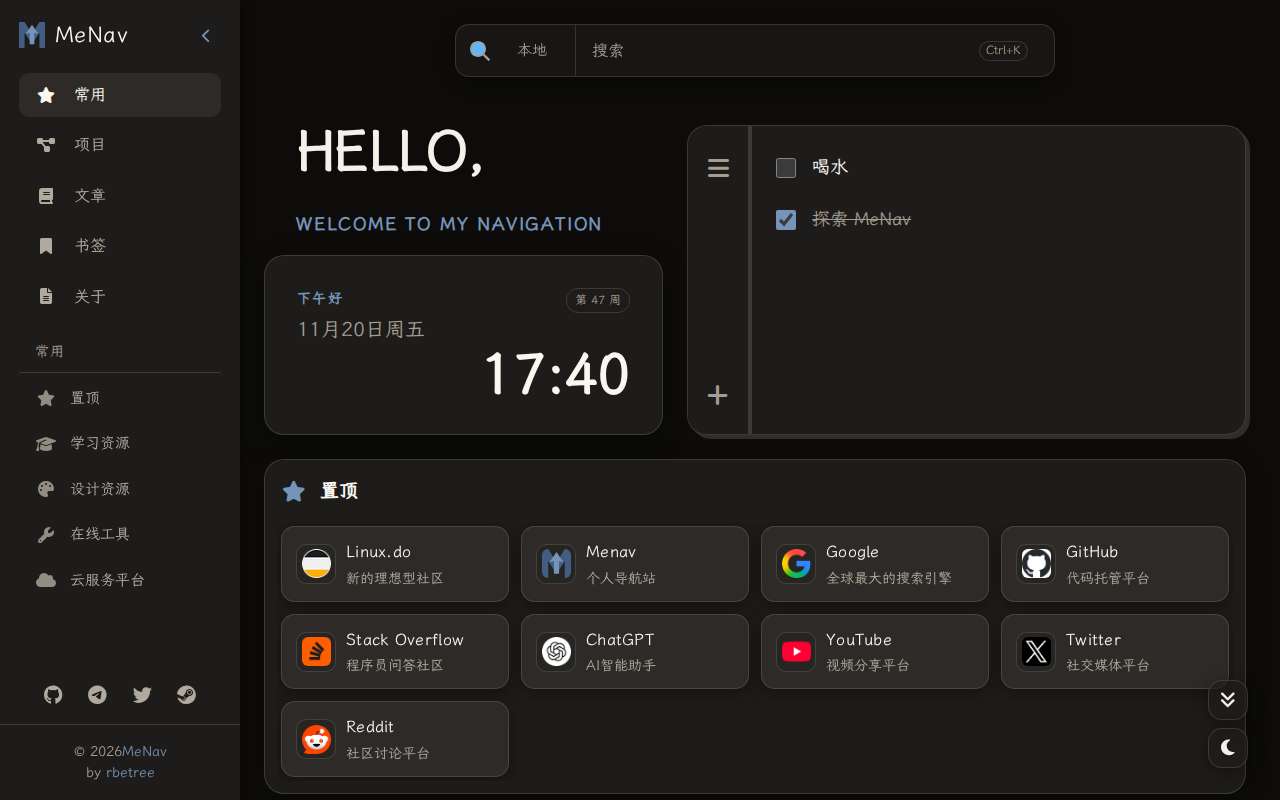 MeNav
常用
项目
文章
书签
关于
常用
置顶
学习资源
设计资源
在线工具
云服务平台
© 2026MeNav
by rbetree
本地
搜索
Ctrl+K
HELLO,
WELCOME TO MY NAVIGATION
下午好
第 47 周
11月20日周五
17:40
喝水
探索 MeNav
置顶
Linux.do
新的理想型社区
Menav
个人导航站
Google
全球最大的搜索引擎
GitHub
代码托管平台
Stack Overflow
程序员问答社区
ChatGPT
AI智能助手
YouTube
视频分享平台
Twitter
社交媒体平台
Reddit
社区讨论平台